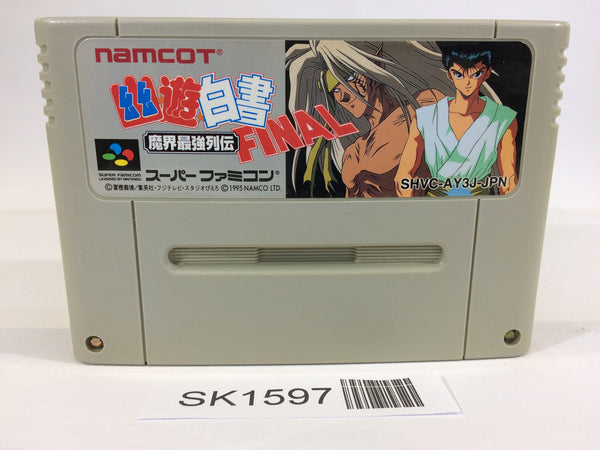 namcot®
幽遊白書
FINAL
魔界最強列伝
SUPER FAMICOM
LICENSED BY NINTENDO
スーパーファミコン
©冨樫義博/集英社・フジテレビ・スタジオぴえろ ©1995 NAMCO LTD.
SHVC-AY3J-JPN
SK1597